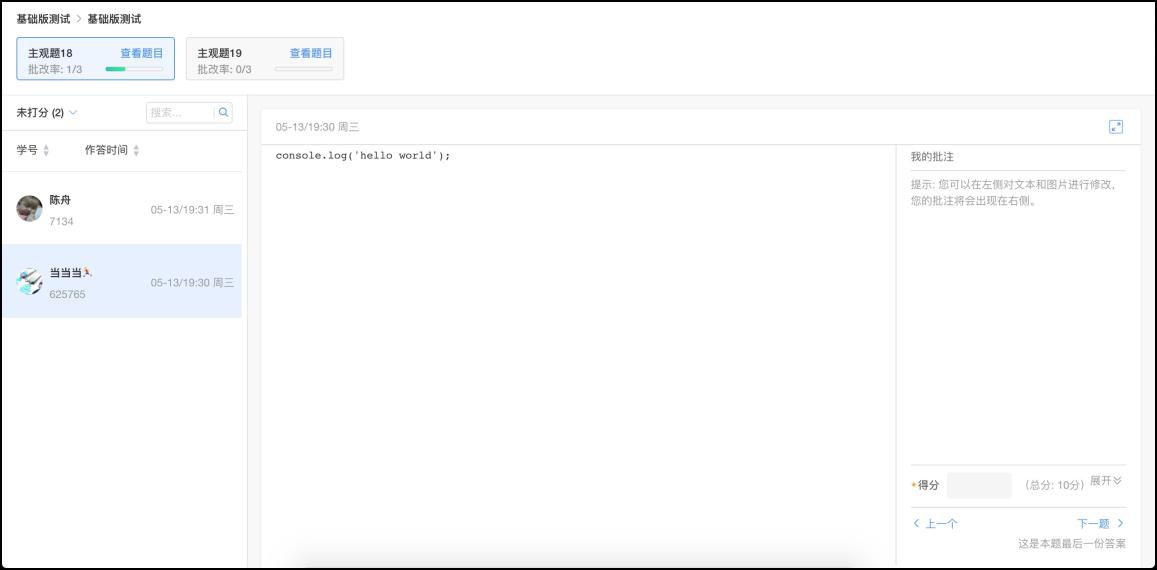 基础版测试 > 基础版测试
主观题18 查看题目
批改率: 1/3
主观题19 查看题目
批改率: 0/3
未打分 (2)
搜索...
学号 作答时间
陈舟
7134
05-13/19:31 周三
当当当
625765
05-13/19:30 周三
05-13/19:30 周三
console.log('hello world');
我的批注
提示: 您可以在左侧对文本和图片进行修改,
您的批注将会出现在右侧。
*得分 (总分: 10分) 展开
上一个 下一题
这是本题最后一份答案